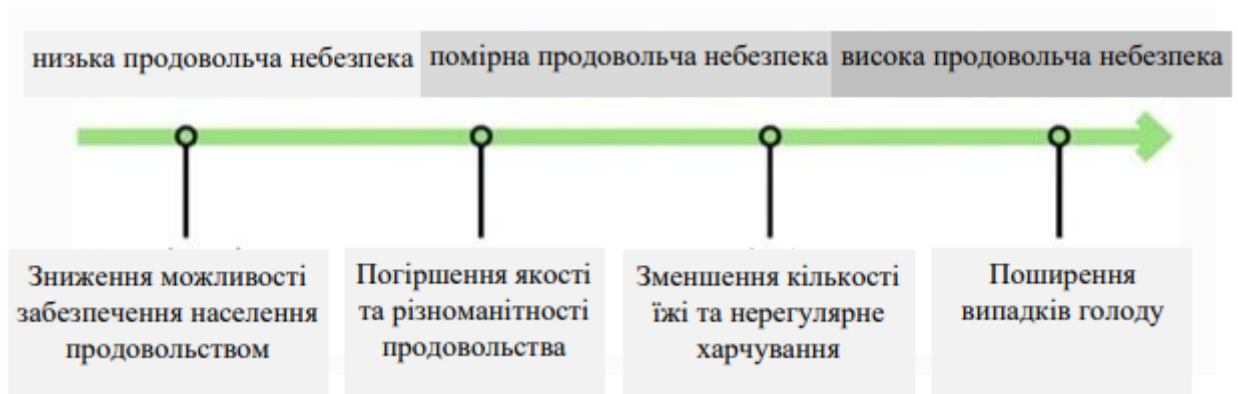 низька продовольча небезпека
помірна продовольча небезпека
висока продовольча небезпека
Зниження можливості
забезпечення населення
продовольством
Погіршення якості
та різноманітності
продовольства
Зменшення кількості
їжі та нерегулярне
харчування
Поширення
випадків голоду